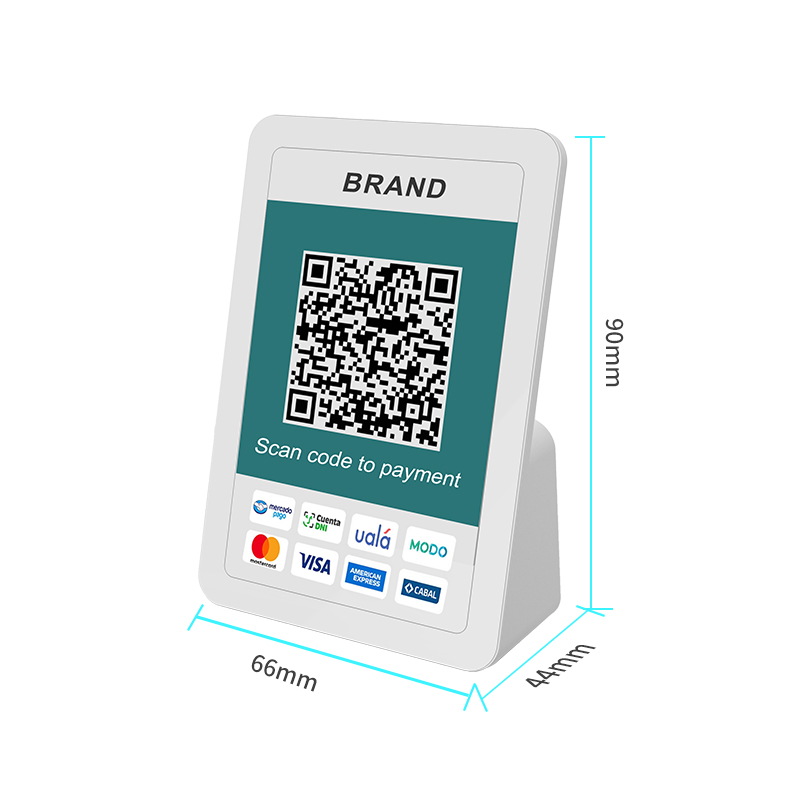 BRAND
Scan code to payment
mercado
pago
Cuenta
DNI
ualá
MODO
mastercard
VISA
AMERICAN
EXPRESS
CABAL
90mm
66mm
44mm